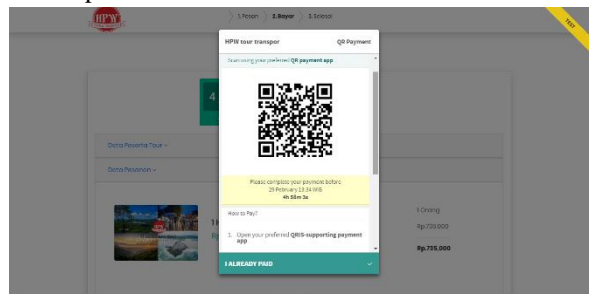 HPW
1. Pesan
2. Bayar
3. Selesai
TEST
HPW tour transpor
QR Payment
Scan using your preferred QR payment app
4
Please complete your payment before
29 February 13:34 WIB
4h 58m 3s
Data Peserta Tour
Data Pesanan
How to Pay?
1. Open your preferred QRIS-supporting payment
app
1 Orang
Rp.720,000
Rp.735,000
I ALREADY PAID